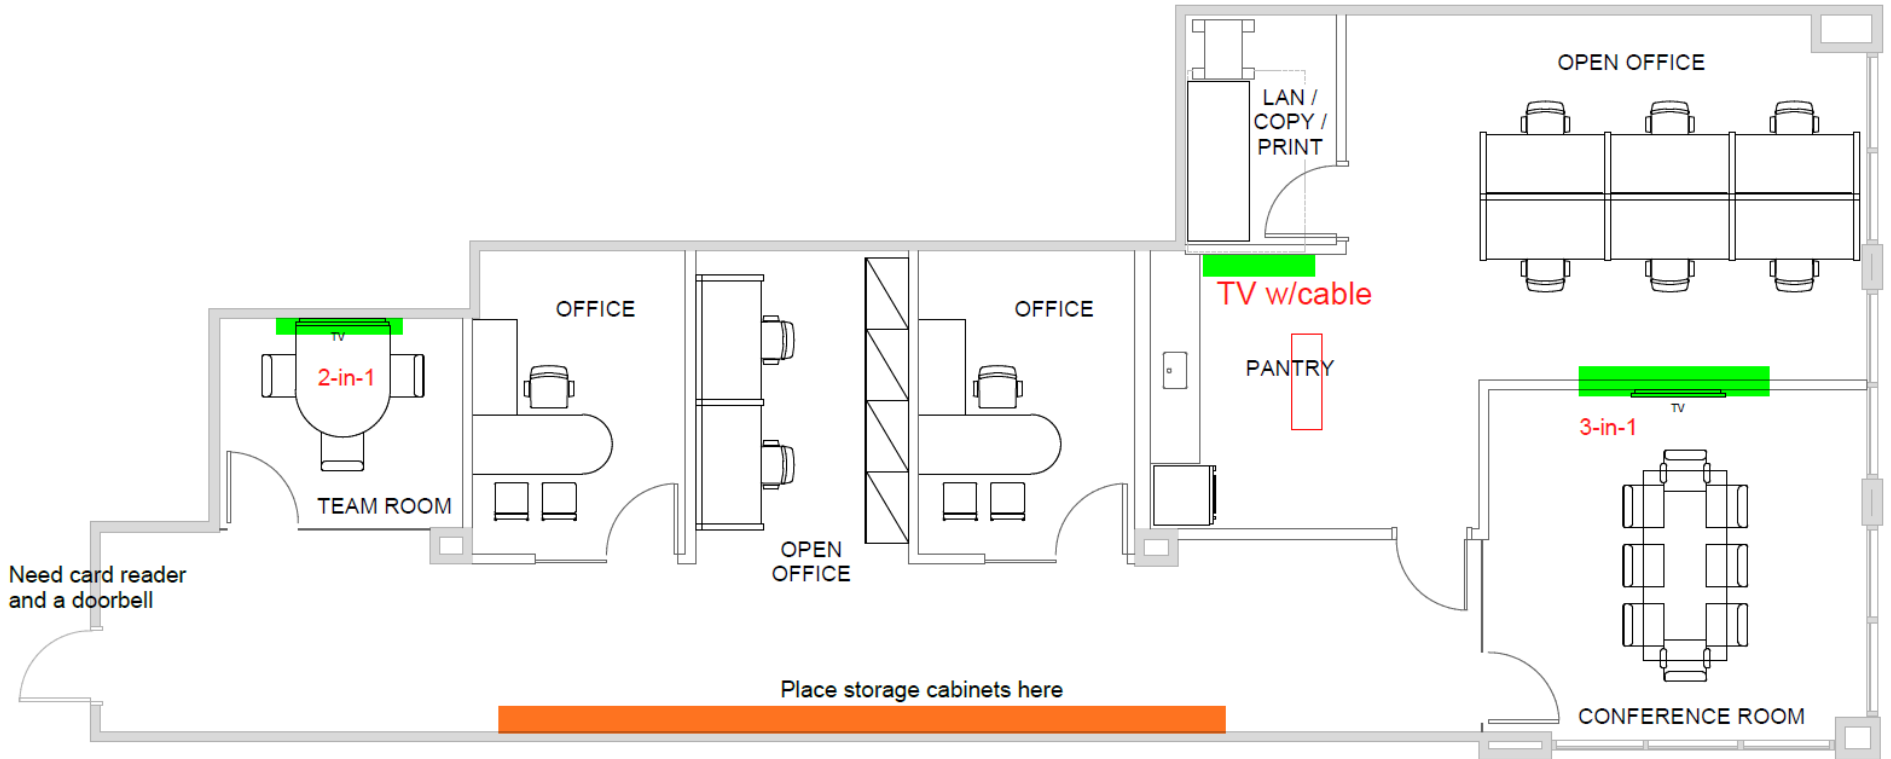 OPEN OFFICE
LAN /
COPY /
PRINT
TV w/cable
OFFICE
OFFICE
TV
2-in-1
PANTRY
TV
3-in-1
TEAM ROOM
OPEN
OFFICE
Need card reader
and a doorbell
Place storage cabinets here
CONFERENCE ROOM